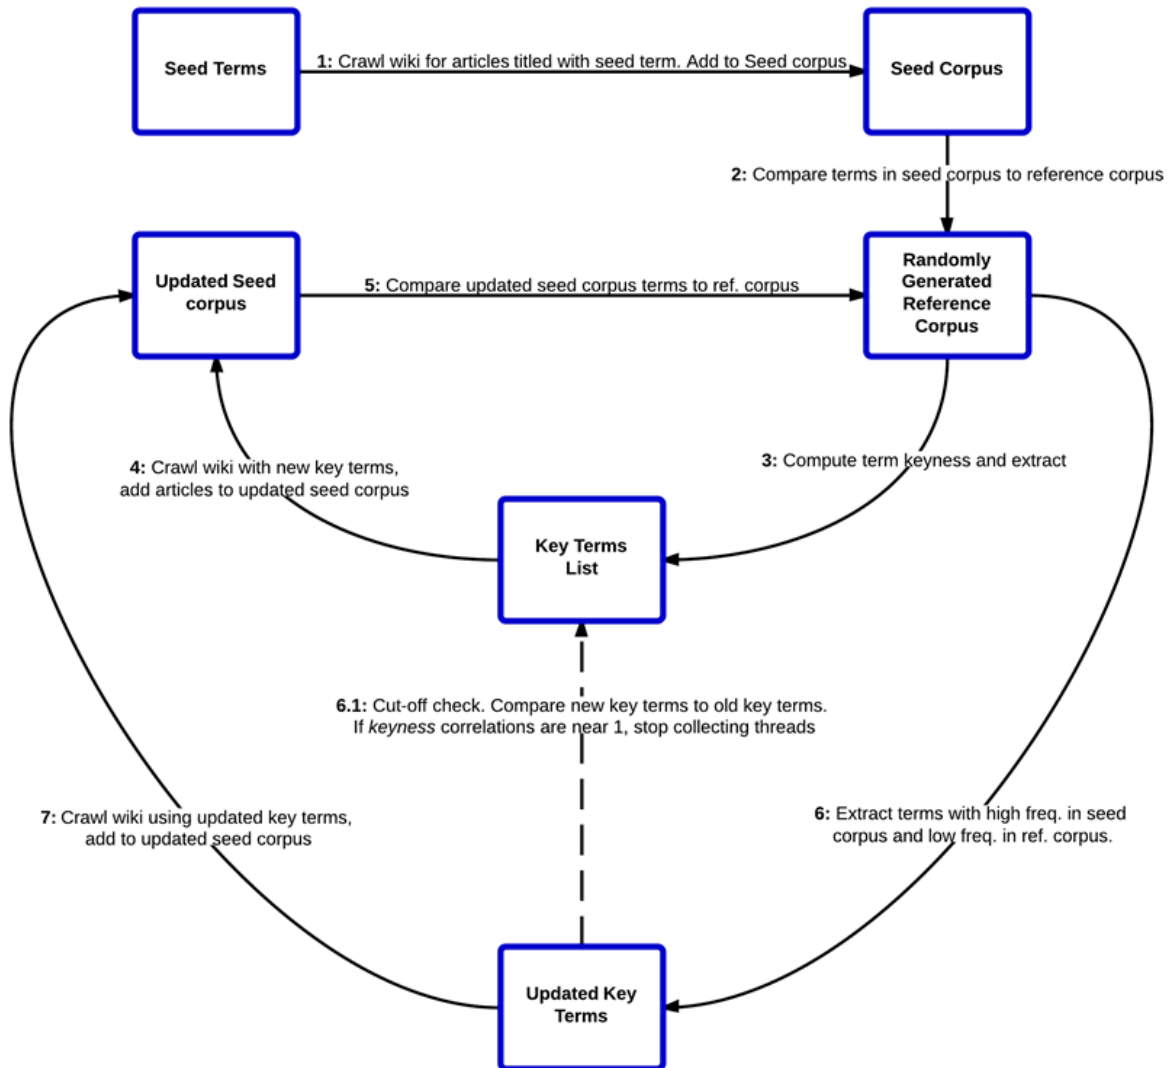 Seed Terms
1: Crawl wiki for articles titled with seed term. Add to Seed corpus
Seed Corpus
2: Compare terms in seed corpus to reference corpus
Updated Seed
corpus
5: Compare updated seed corpus terms to ref. corpus
Randomly
Generated
Reference
Corpus
4: Crawl wiki with new key terms,
add articles to updated seed corpus
3: Compute term keyness and extract
Key Terms
List
6.1: Cut-off check. Compare new key terms to old key terms.
If keyness correlations are near 1, stop collecting threads
7: Crawl wiki using updated key terms,
add to updated seed corpus
6: Extract terms with high freq. in seed
corpus and low freq. in ref. corpus.
Updated Key
Terms